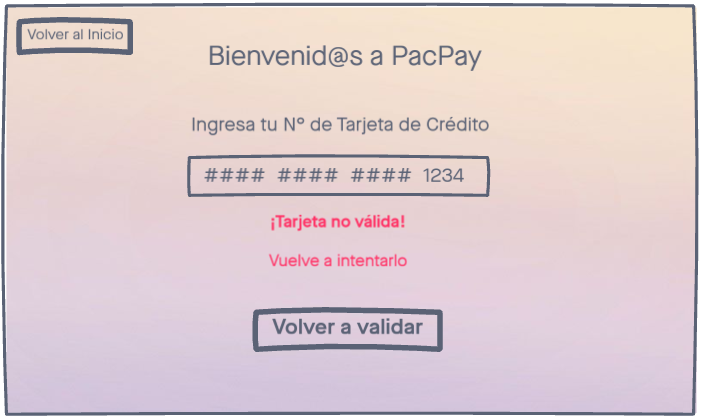 Volver al Inicio
Bienvenid@s a PacPay
Ingresa tu N° de Tarjeta de Crédito
#### #### #### 1234
¡Tarjeta no válida!
Vuelve a intentarlo
Volver a validar